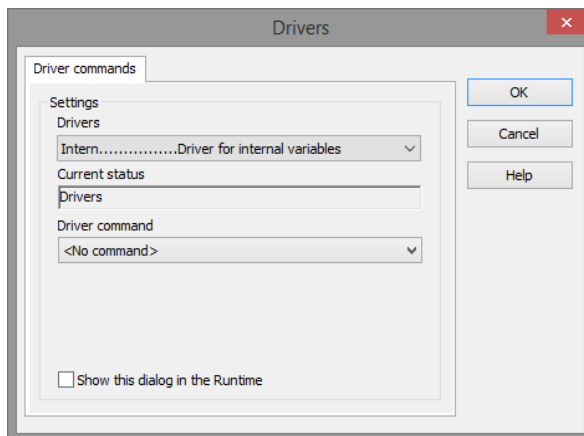 Drivers
Driver commands
Settings
Drivers
Intern................Driver for internal variables
Current status
Drivers
Driver command
<No command>
Show this dialog in the Runtime
OK
Cancel
Help